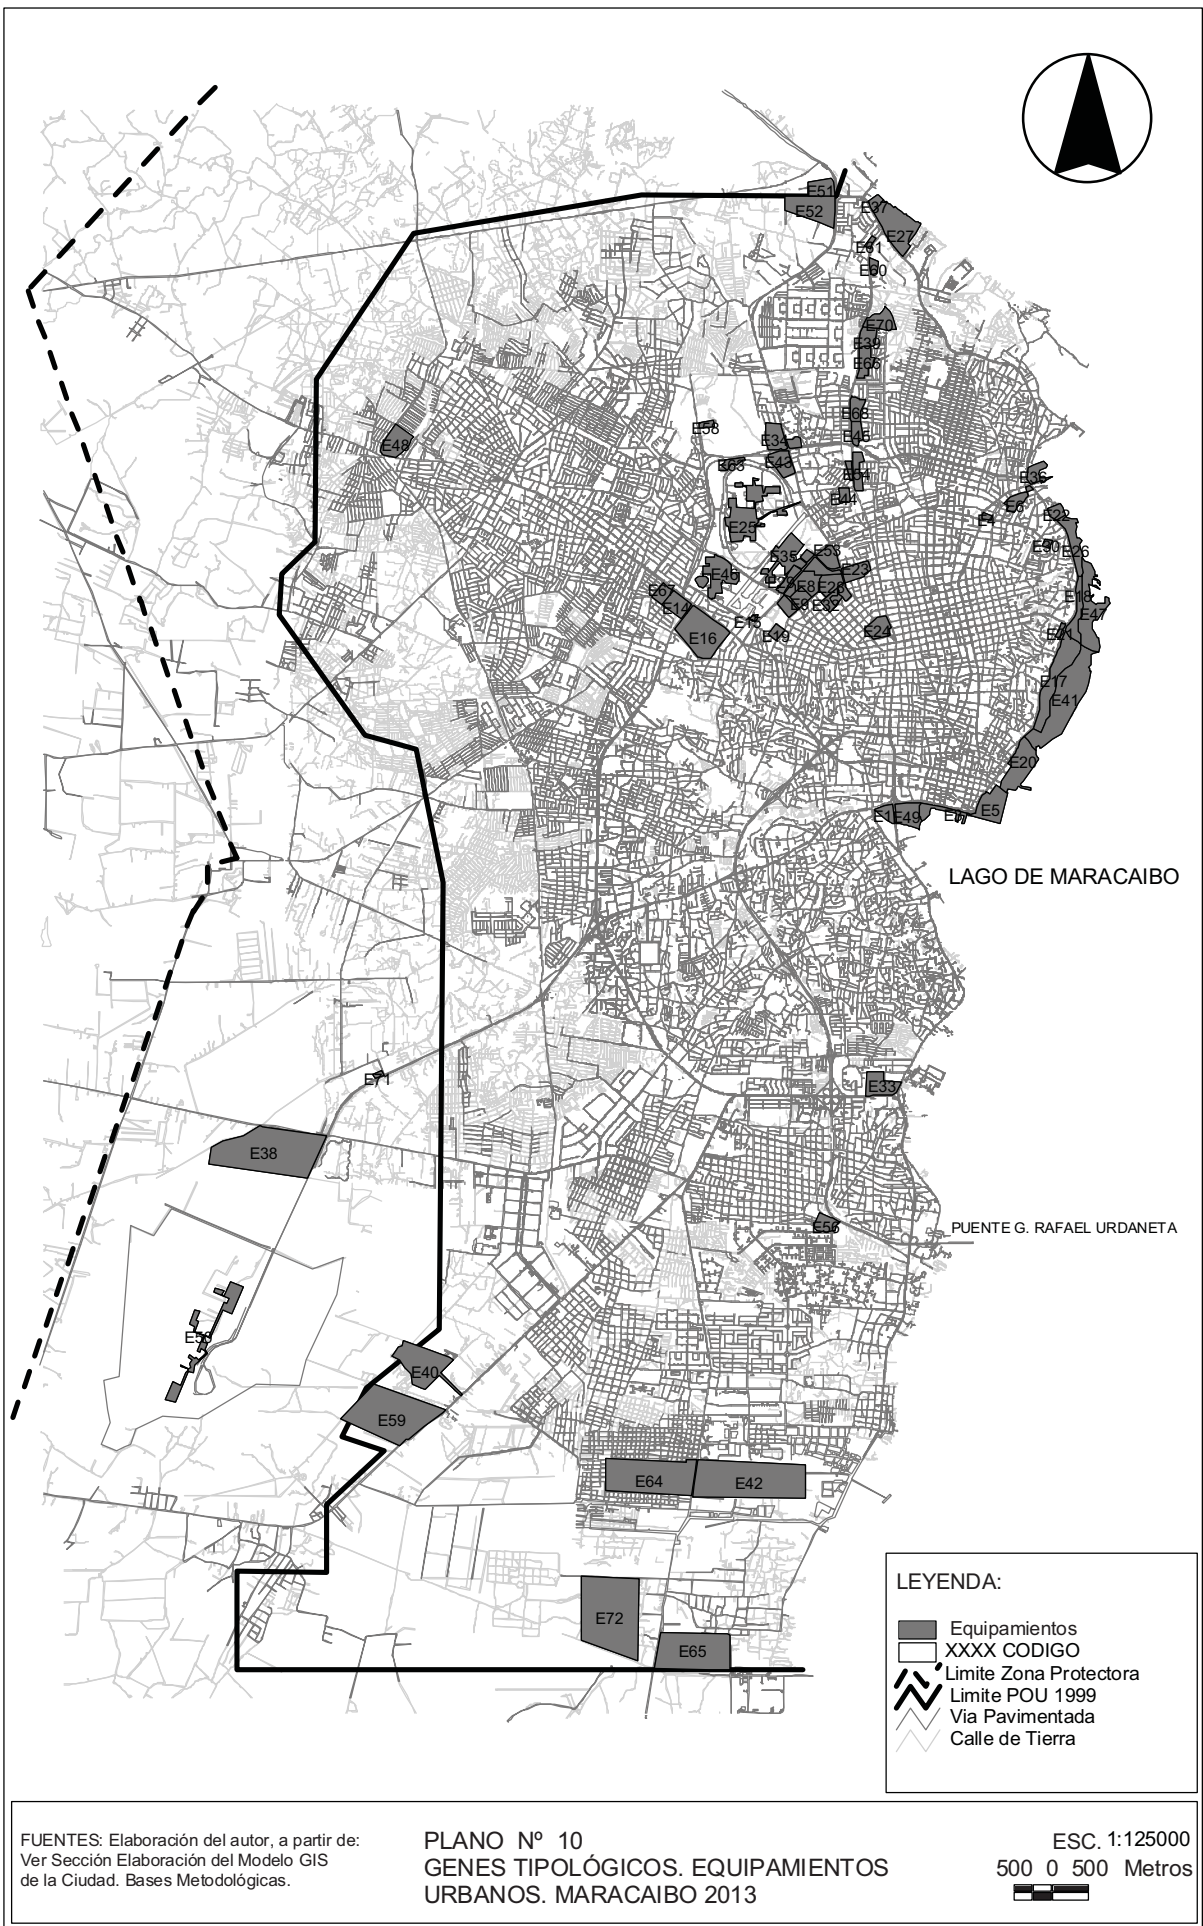 E51
E52
E37
E27
E61
E60
E70
E39
E66
E68
E58
E34
E48
E43
E63
E54
E44
E36
E6
E4
E22
E25
E30
E26
E53
E35
E23
E46
E29
E8
E28
E67
E14
E9
E32
E18
E47
E15
E16
E19
E24
E21
E17
E41
E20
E1
E49
E5
LAGO DE MARACAIBO
E71
E33
E38
E56
PUENTE G. RAFAEL URDANETA
E40
E59
E64
E42
E72
E65
LEYENDA:
Equipamientos
XXXX CODIGO
Limite Zona Protectora
Limite POU 1999
Via Pavimentada
Calle de Tierra
FUENTES: Elaboración del autor, a partir de:
Ver Sección Elaboración del Modelo GIS
de la Ciudad. Bases Metodológicas.
PLANO Nº 10
GENES TIPOLÓGICOS. EQUIPAMIENTOS
URBANOS. MARACAIBO 2013
ESC. 1:125000
500 0 500 Metros